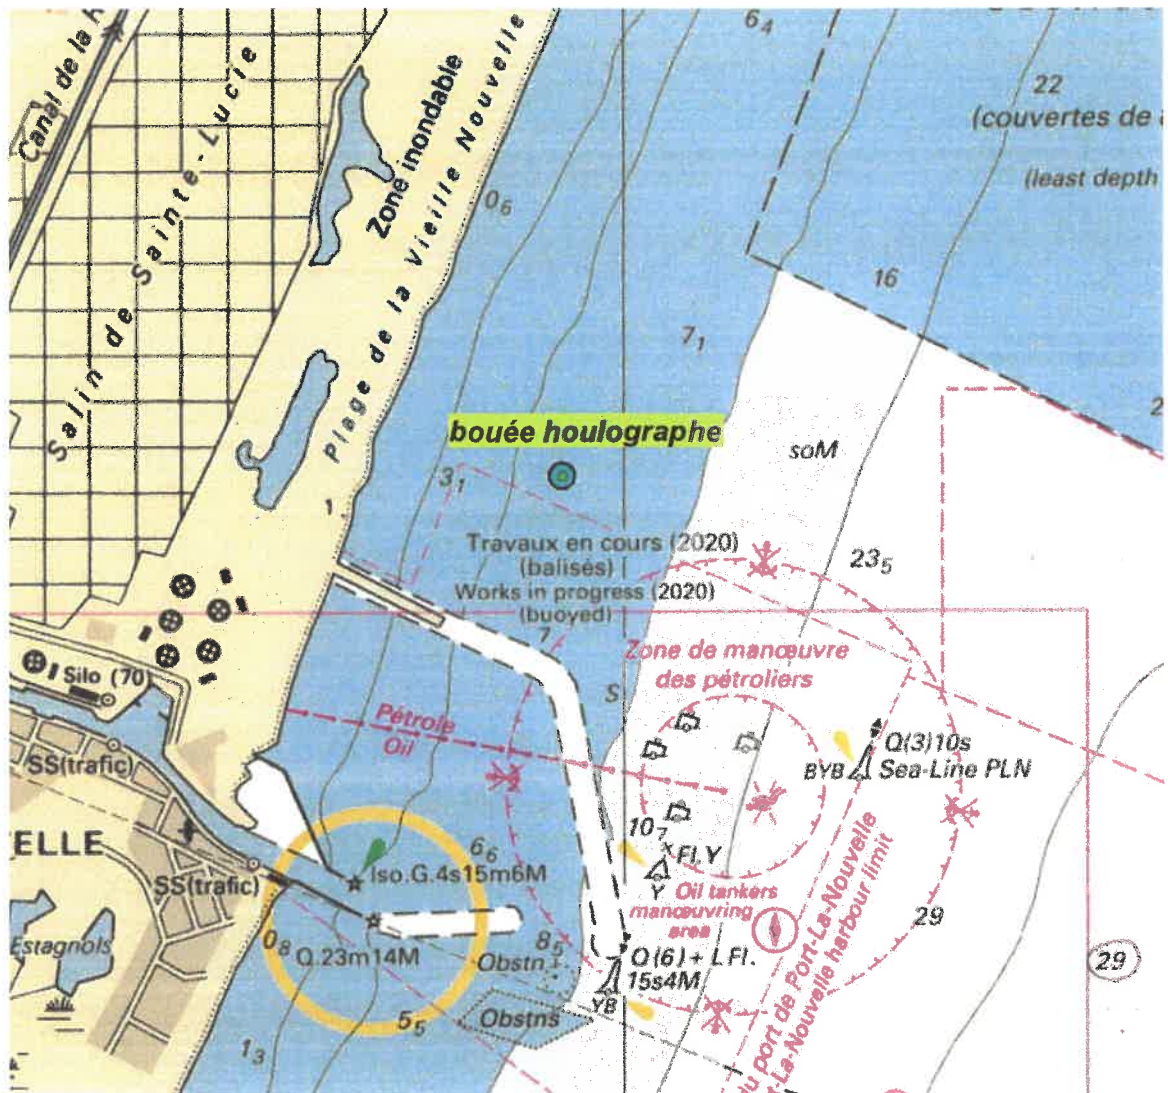 Canal de la
Salin de Sainte-Lucie
Zone inondable
Plage de la Vieille Nouvelle
6₄
22
(couvertes de
(least depth
0₆
16
7₁
2
bouée houlographe
soM
3₁
1
Travaux en cours (2020)
(balisés)
Works in progress (2020)
(buoyed)
23₅
7
Zone de manœuvre
des pétroliers
Silo (70)
S
Pétrole
Oil
Q(3)10s
BYB
Sea-Line PLN
SS(trafic)
10₇
Fl.Y
Y
ELLE
6₆
Iso.G.4s15m6M
SS(trafic)
Oil tankers
manœuvring
area
29
Estagnols
0₈
Q.23m14M
8₅
Obstn
Q(6)+LFl.
15s4M
YB
29
Obstns
5₅
1₃
du port de Port-La-Nouvelle
t-La-Nouvelle harbour limit